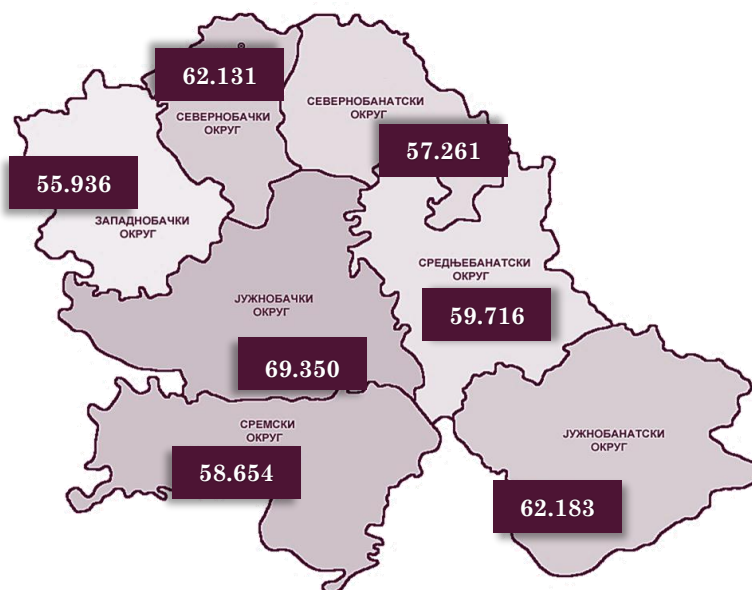 62.131
СЕВЕРНОБАЧКИ
ОКРУГ
СЕВЕРНОБАНАТСКИ
ОКРУГ
57.261
55.936
ЗАПАДНОБАЧКИ
ОКРУГ
СРЕДЊЕБАНАТСКИ
ОКРУГ
59.716
ЈУЖНОБАЧКИ
ОКРУГ
69.350
СРЕМСКИ
ОКРУГ
58.654
ЈУЖНОБАНАТСКИ
ОКРУГ
62.183